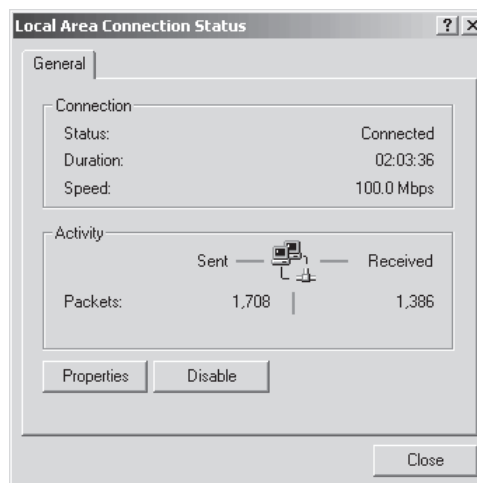 Local Area Connection Status
General
Connection
Status: Connected
Duration: 02:03:36
Speed: 100.0 Mbps
Activity
Sent Received
Packets: 1,708 1,386
Properties Disable
Close